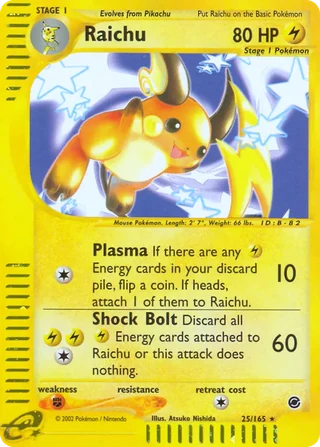 STAGE 1 Evolves from Pikachu Put Raichu on the Basic Pokémon
Raichu 80 HP
Stage 1 Pokémon
Mouse Pokémon. Length: 2' 7", Weight: 66 lbs. ID: B-82
Plasma If there are any
Energy cards in your discard
pile, flip a coin. If heads,
attach 1 of them to Raichu.
10
Shock Bolt Discard all
Energy cards attached to
Raichu or this attack does
nothing.
60
weakness resistance retreat cost
© 2002 Pokémon / Nintendo Illus. Atsuko Nishida 25/165 ★
e